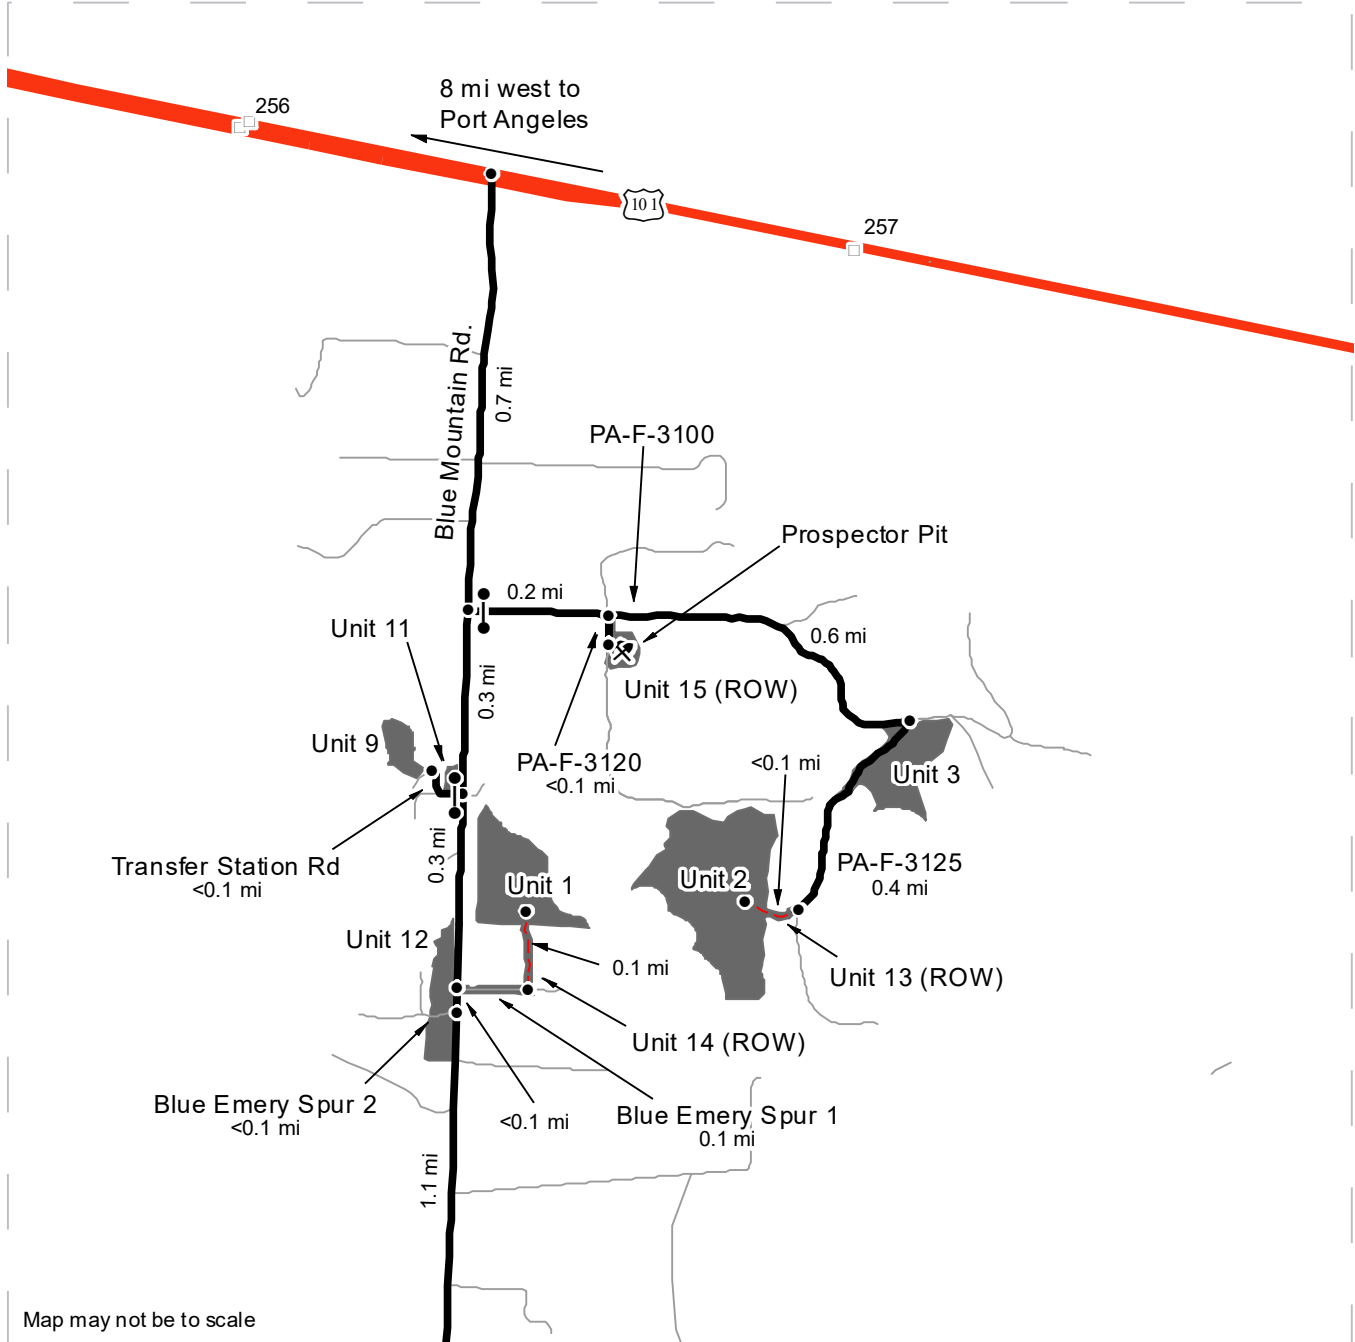 8 mi west to
Port Angeles
256
10 1
257
Blue Mountain Rd.
0.7 mi
PA-F-3100
Prospector Pit
0.2 mi
Unit 11
0.6 mi
0.3 mi
Unit 15 (ROW)
Unit 9
PA-F-3120
<0.1 mi
<0.1 mi
Unit 3
0.3 mi
Transfer Station Rd
<0.1 mi
PA-F-3125
0.4 mi
Unit 1
Unit 2
Unit 12
0.1 mi
Unit 13 (ROW)
Unit 14 (ROW)
Blue Emery Spur 2
<0.1 mi
<0.1 mi
Blue Emery Spur 1
0.1 mi
1.1 mi
Map may not be to scale